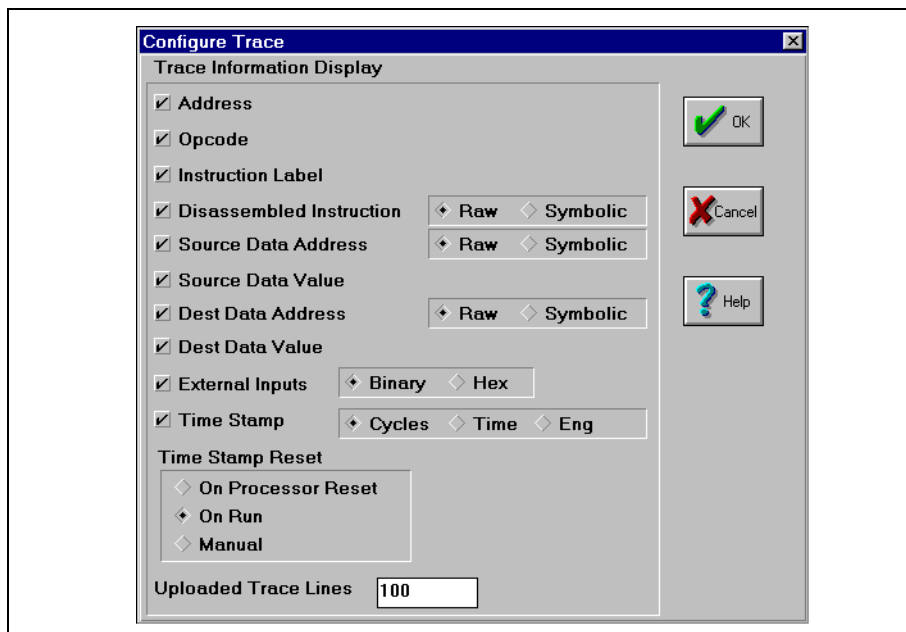 Configure Trace
Trace Information Display
Address
Opcode
Instruction Label
Disassembled Instruction Raw Symbolic
Source Data Address Raw Symbolic
Source Data Value
Dest Data Address Raw Symbolic
Dest Data Value
External Inputs Binary Hex
Time Stamp Cycles Time Eng
Time Stamp Reset
On Processor Reset
On Run
Manual
Uploaded Trace Lines 100
OK
Cancel
Help